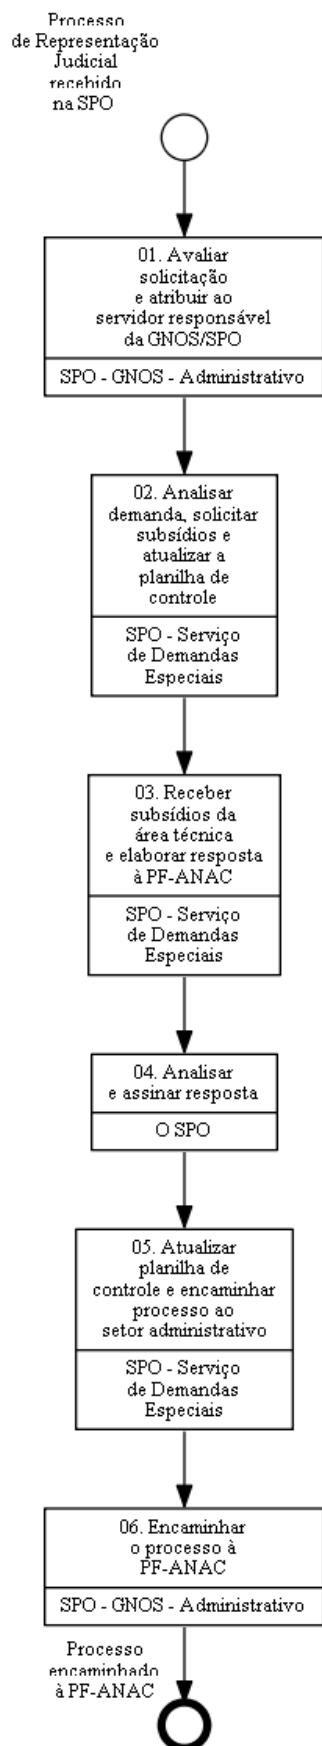 Processo
de Representação
Judicial
recebido
na SPO
01. Avaliar
solicitação
e atribuir ao
servidor responsável
da GNOS/SPO
SPO - GNOS - Administrativo
02. Analisar
demanda, solicitar
subsídios e
atualizar a
planilha de
controle
SPO - Serviço
de Demandas
Especiais
03. Receber
subsídios da
área técnica
e elaborar resposta
à PF-ANAC
SPO - Serviço
de Demandas
Especiais
04. Analisar
e assinar resposta
O SPO
05. Atualizar
planilha de
controle e encaminhar
processo ao
setor administrativo
SPO - Serviço
de Demandas
Especiais
06. Encaminhar
o processo à
PF-ANAC
SPO - GNOS - Administrativo
Processo
encaminhado
à PF-ANAC